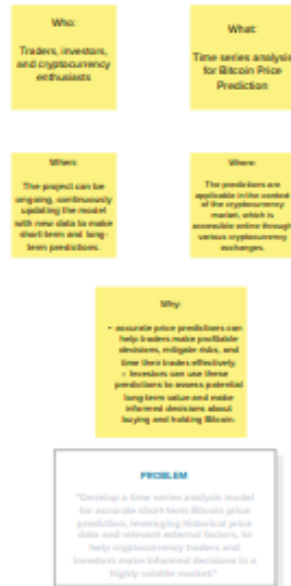 Who:
Traders, investors,
and cryptocurrency
enthusiasts
What:
Time series analysis
for Bitcoin Price
Prediction
When:
The project can be
ongoing, continuously
updating the model
with new data to make
short-term and long-
term predictions.
Where:
The predictions are
applicable in the context
of the cryptocurrency
market, which is
accessible online through
various cryptocurrency
exchanges.
Why:
• accurate price predictions can
help traders make profitable
decisions, mitigate risks, and
time their trades effectively.
• Investors can use these
predictions to assess potential
long-term value and make
informed decisions about
buying and holding Bitcoin.
PROBLEM
"Develop a time series analysis model
for accurate short-term Bitcoin price
prediction, leveraging historical price
data and relevant external factors, to
help cryptocurrency traders and
investors make informed decisions in a
highly volatile market."